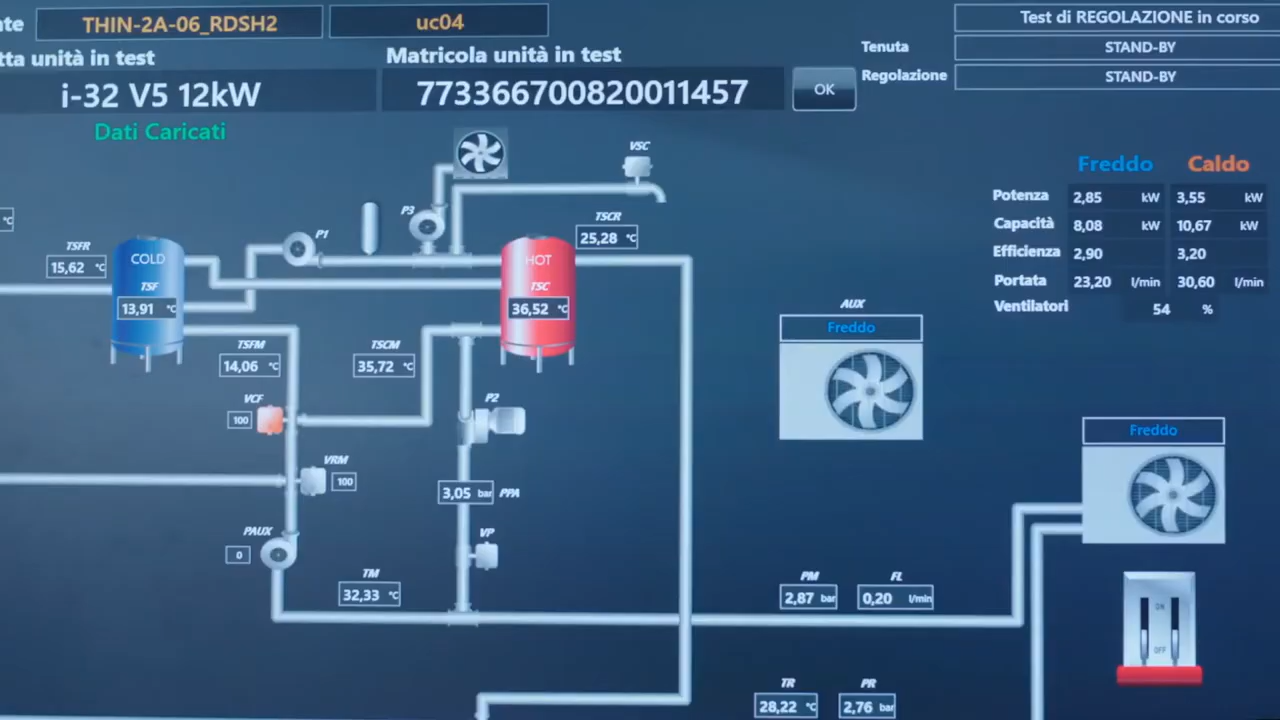 nte THIN-2A-06_RDSH2 uc04
Test di REGOLAZIONE in corso
tta unità in test Matricola unità in test
Tenuta STAND-BY
Regolazione STAND-BY
i-32 V5 12kW 773366700820011457 OK
Dati Caricati
VSC
Freddo Caldo
Potenza 2,85 kW 3,55 kW
Capacità 8,08 kW 10,67 kW
Efficienza 2,90 3,20
Portata 23,20 l/min 30,60 l/min
Ventilatori 54 %
°C
P3
P1
TSCR
25,28 °C
TSFR
15,62 °C
COLD
TSF
13,91 °C
HOT
TSC
36,52 °C
AUX
Freddo
TSFM
14,06 °C
TSCM
35,72 °C
VCF
100
P2
Freddo
VRM
100
3,05 bar PPA
PAUX
0
VP
TM
32,33 °C
PM
2,87 bar
FL
0,20 l/min
ON
OFF
TR
28,22 °C
PR
2,76 bar